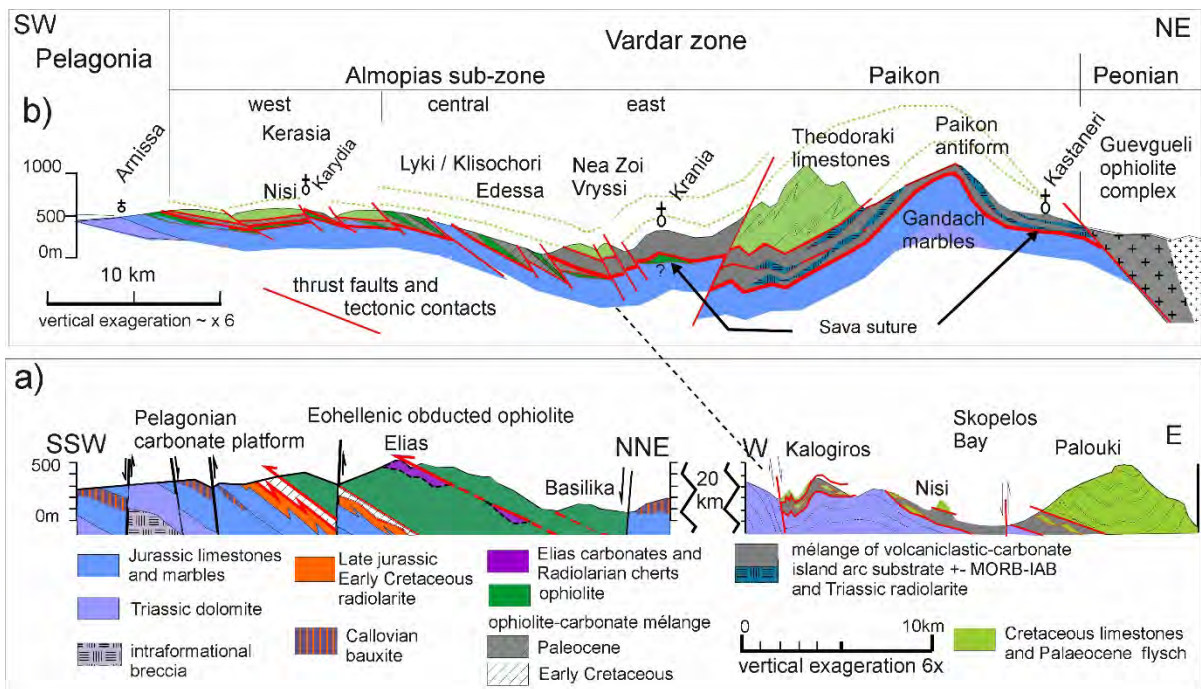 SW
NE
Vardar zone
Pelagonia
Almopias sub-zone
Paikon
Peonian
b)
west
central
east
Kerasia
Arnissa
Nisi
Karydia
Lyki / Klisochori
Edessa
Nea Zoi
Vryssi
Krania
Theodoraki
limestones
Paikon
antiform
Kastaneri
Guevgueli
ophiolite
complex
1000
500
0m
Gandach
marbles
?
10 km
vertical exageration ~ x 6
thrust faults and
tectonic contacts
Sava suture
a)
SSW
Pelagonian
carbonate platform
Eohellenic obducted ophiolite
Elias
NNE
Basilika
500
0m
20
km
W
Kalogiros
Nisi
Skopelos
Bay
Palouki
E
Jurassic limestones
and marbles
Triassic dolomite
intraformational
breccia
Late jurassic
Early Cretaceous
radiolarite
Callovian
bauxite
Elias carbonates and
Radiolarian cherts
ophiolite
ophiolite-carbonate mélange
Paleocene
Early Cretaceous
mélange of volcaniclastic-carbonate
island arc substrate +- MORB-IAB
and Triassic radiolarite
0
10km
vertical exageration 6x
Cretaceous limestones
and Palaeocene flysch